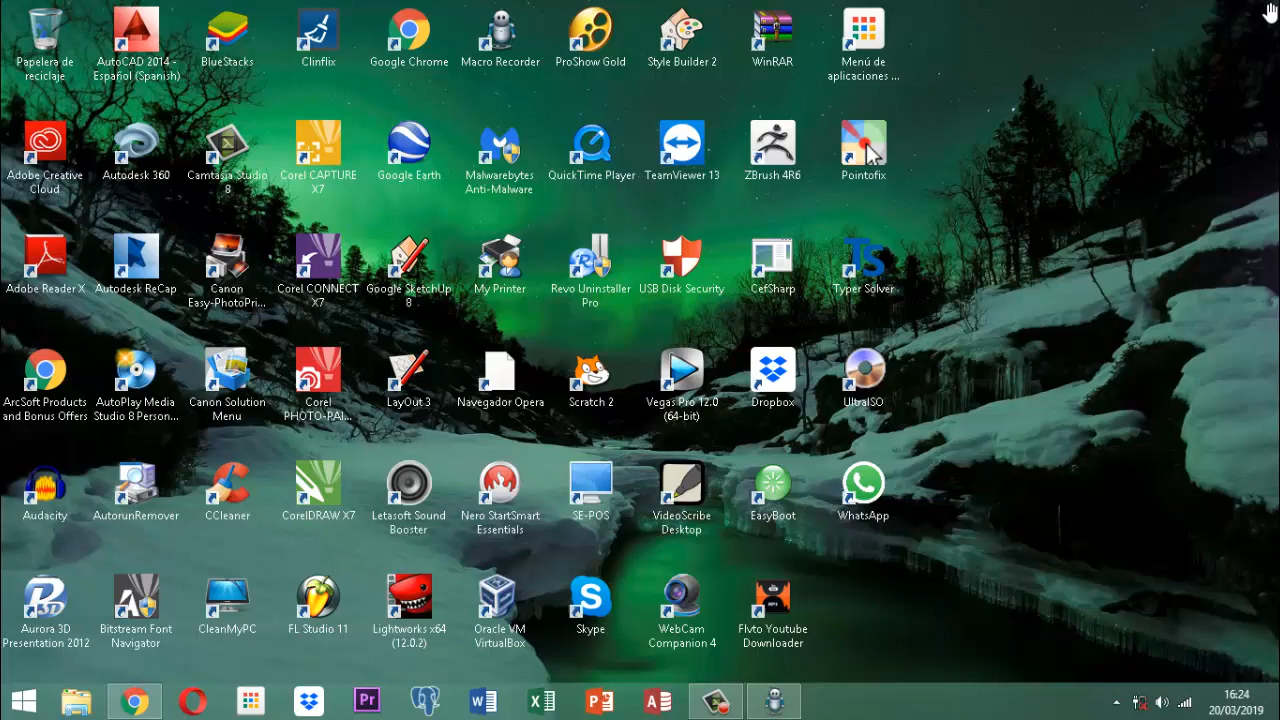 Papelera de
reciclaje
AutoCAD 2014 -
Español (Spanish)
BlueStacks
Clinflix
Google Chrome
Macro Recorder
ProShow Gold
Style Builder 2
WinRAR
Menú de
aplicaciones ...
Adobe Creative
Cloud
Autodesk 360
Camtasia Studio
8
Corel CAPTURE
X7
Google Earth
Malwarebytes
Anti-Malware
QuickTime Player
TeamViewer 13
ZBrush 4R6
Pointofix
Adobe Reader X
Autodesk ReCap
Canon
Easy-PhotoPri...
Corel CONNECT
X7
Google SketchUp
8
My Printer
Revo Uninstaller
Pro
USB Disk Security
CefSharp
TS
Typer Solver
ArcSoft Products
and Bonus Offers
AutoPlay Media
Studio 8 Person...
Canon Solution
Menu
Corel
PHOTO-PAI...
LayOut 3
Navegador Opera
Scratch 2
Vegas Pro 12.0
(64-bit)
Dropbox
UltraISO
Audacity
AutorunRemover
CCleaner
CorelDRAW X7
Letasoft Sound
Booster
Nero StartSmart
Essentials
SE-POS
VideoScribe
Desktop
EasyBoot
WhatsApp
Aurora 3D
Presentation 2012
Bitstream Font
Navigator
CleanMyPC
FL Studio 11
Lightworks x64
(12.0.2)
Oracle VM
VirtualBox
Skype
WebCam
Companion 4
Flvto Youtube
Downloader
Pr
16:24
20/03/2019